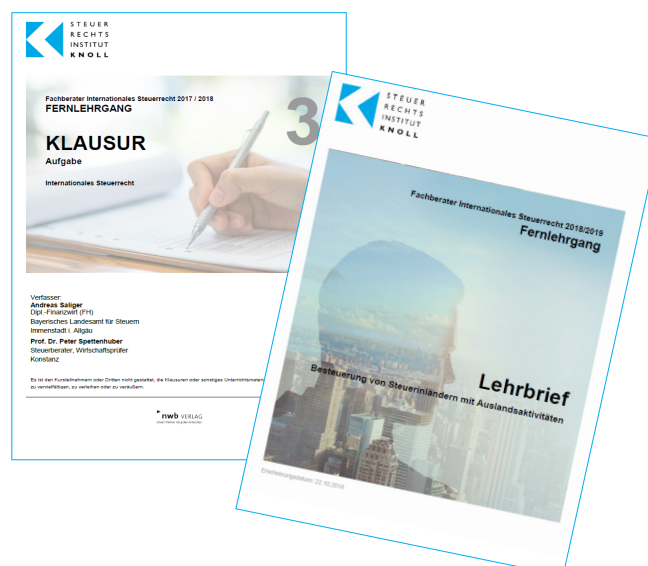 STEUER
RECHTS
INSTITUT
KNOLL
Fachberater Internationales Steuerrecht 2017 / 2018
FERNLEHRGANG
3
KLAUSUR
Aufgabe
Internationales Steuerrecht
Verfasser:
Andreas Saliger
Dipl.-Finanzwirt (FH)
Bayerisches Landesamt für Steuern
Immenstadt i. Allgäu
Prof. Dr. Peter Spettenhuber
Steuerberater, Wirtschaftsprüfer
Konstanz
Es ist den Kursteilnehmern oder Dritten nicht gestattet, die Klausuren oder sonstiges
zu vervielfältigen, zu verleihen oder zu veräußern.
nwb VERLAG
STEUER
RECHTS
INSTITUT
KNOLL
Fachberater Internationales Steuerrecht 2018/2019
Fernlehrgang
Lehrbrief
Besteuerung von Steuerinländern mit Auslandsaktivitäten
Erscheinungsdatum: 22.10.2018